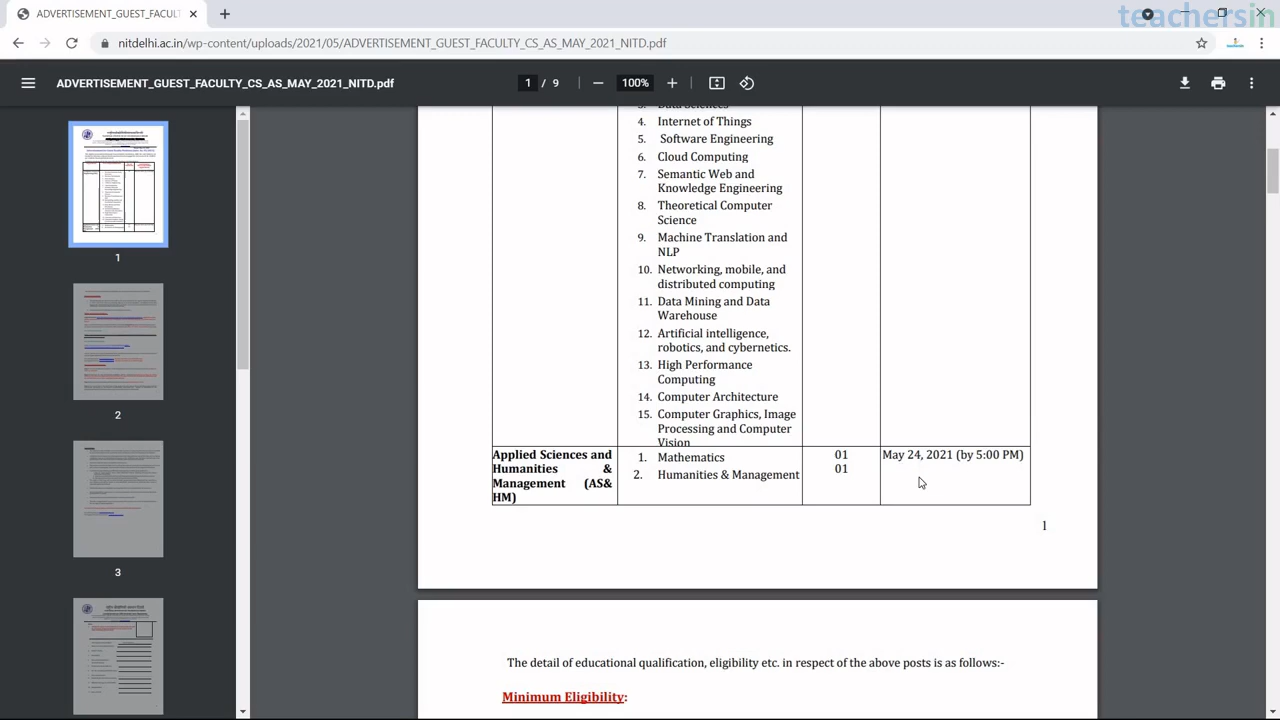 teachersin
ADVERTISEMENT_GUEST_FACUL
nitdelhi.ac.in/wp-content/uploads/2021/05/ADVERTISEMENT_GUEST_FACULTY_CS_AS_MAY_2021_NITD.pdf
ADVERTISEMENT_GUEST_FACULTY_CS_AS_MAY_2021_NITD.pdf
1 / 9
100%
3. Data Sciences
4. Internet of Things
5. Software Engineering
6. Cloud Computing
7. Semantic Web and
Knowledge Engineering
8. Theoretical Computer
Science
9. Machine Translation and
NLP
10. Networking, mobile, and
distributed computing
11. Data Mining and Data
Warehouse
12. Artificial intelligence,
robotics, and cybernetics.
13. High Performance
Computing
14. Computer Architecture
15. Computer Graphics, Image
Processing and Computer
Vision
Applied Sciences and
Humanities &
Management (AS&
HM)
1. Mathematics
2. Humanities & Management
01
01
May 24, 2021 (by 5:00 PM)
1
The detail of educational qualification, eligibility etc. in respect of the above posts is as follows:-
Minimum Eligibility:
1
2
3